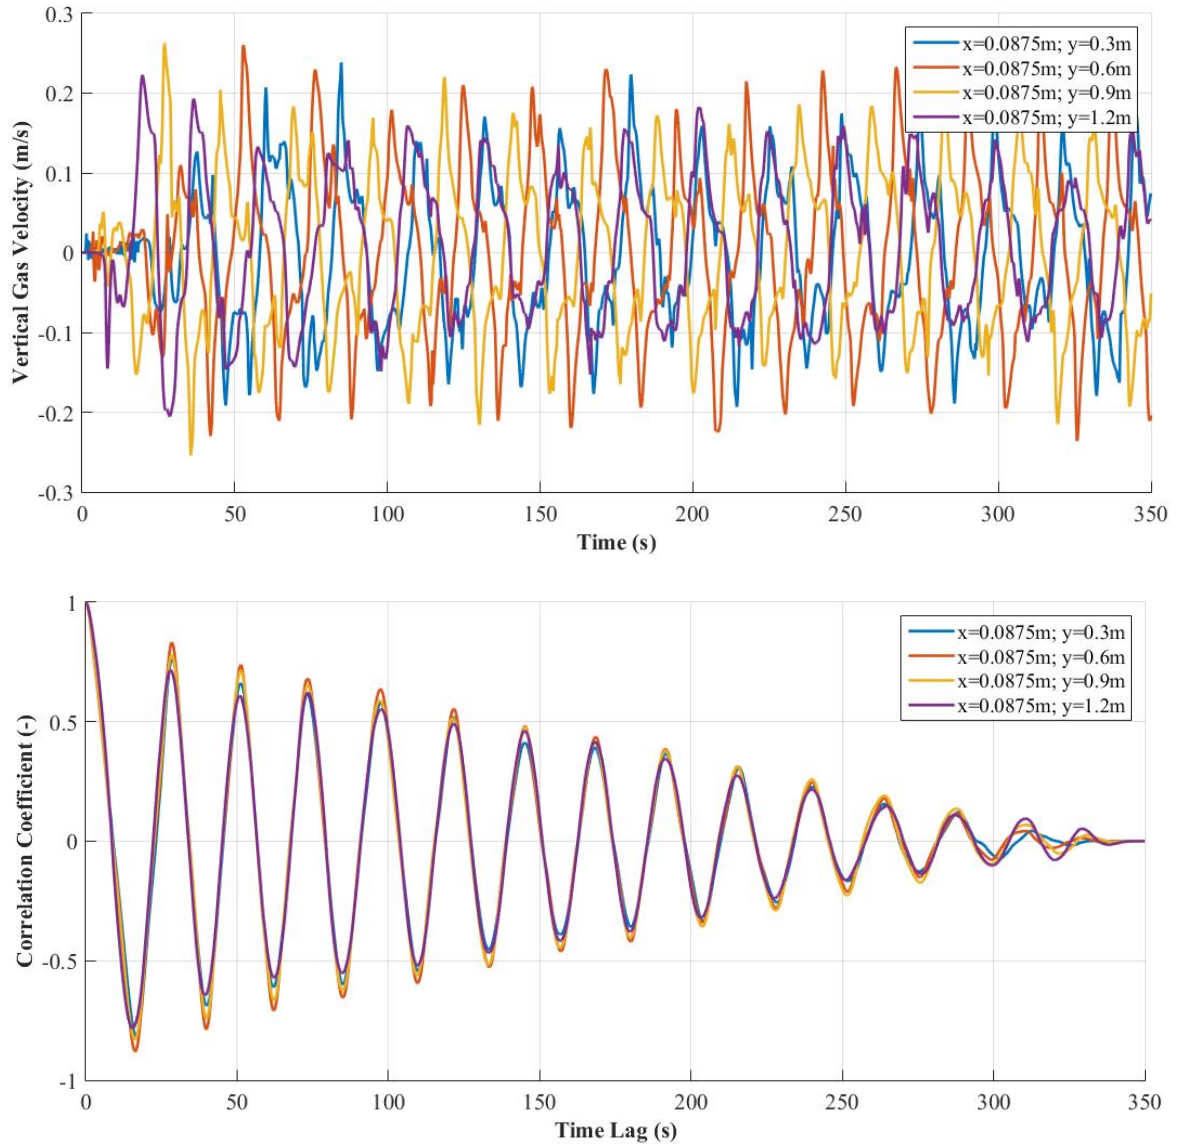 0.3
0.2
0.1
0
-0.1
-0.2
-0.3
Vertical Gas Velocity (m/s)
x=0.0875m; y=0.3m
x=0.0875m; y=0.6m
x=0.0875m; y=0.9m
x=0.0875m; y=1.2m
0 50 100 150 200 250 300 350
Time (s)
1
0.5
0
-0.5
-1
Correlation Coefficient (-)
x=0.0875m; y=0.3m
x=0.0875m; y=0.6m
x=0.0875m; y=0.9m
x=0.0875m; y=1.2m
0 50 100 150 200 250 300 350
Time Lag (s)